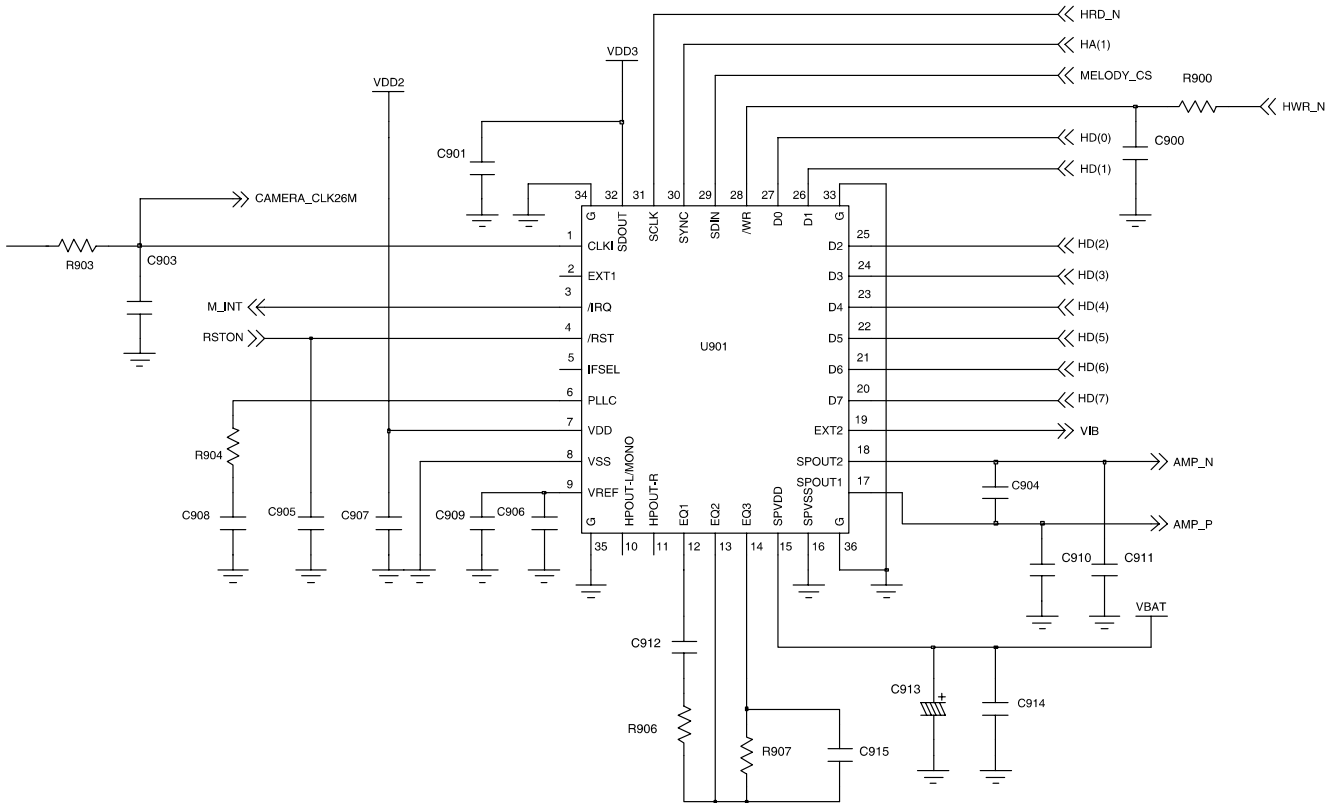 HRD_N
HA(1)
VDD3
MELODY_CS
R900
VDD2
HWR_N
HD(0)
C900
C901
HD(1)
34 32 31 30 29 28 27 26 33
CAMERA_CLK26M
G SDOUT SCLK SYNC SDIN /WR D0 D1 G
1 CLKI
D2 25 HD(2)
R903
C903
2 EXT1
D3 24 HD(3)
M_INT
3 /IRQ
D4 23 HD(4)
RSTON
4 /RST
D5 22 HD(5)
U901
5 IFSEL
D6 21 HD(6)
6 PLLC
D7 20 HD(7)
7 VDD
EXT2 19 VIB
R904
8 VSS
SPOUT2 18 AMP_N
9 VREF
SPOUT1 17
C904
G HPOUT-L/MONO HPOUT-R EQ1 EQ2 EQ3 SPVDD SPVSS G
C908
C905
C907
C909
C906
AMP_P
35 10 11 12 13 14 15 16 36
C910
C911
VBAT
C912
C913
+
C914
R906
R907
C915